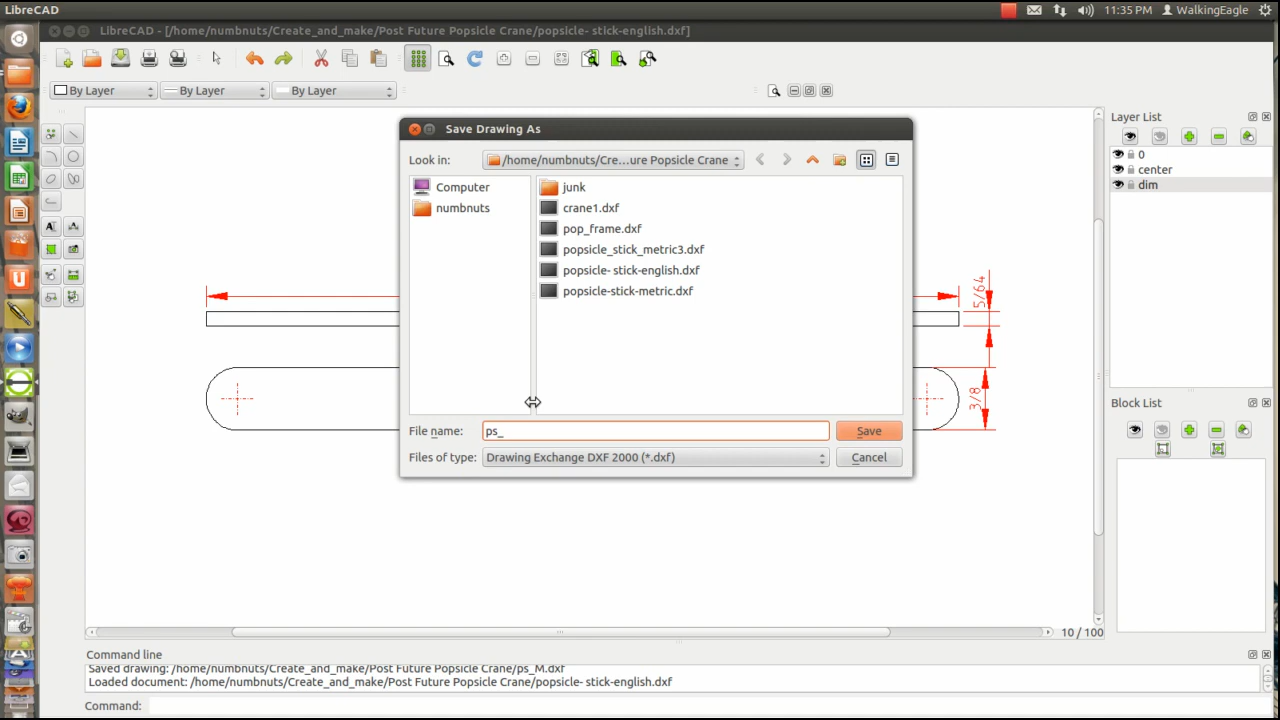 LibreCAD
11:35 PM
WalkingEagle
LibreCAD - [/home/numbnuts/Create_and_make/Post Future Popsicle Crane/popsicle- stick-english.dxf]
By Layer
By Layer
By Layer
Save Drawing As
Look in:
/home/numbnuts/Cre...ure Popsicle Crane
Computer
numbnuts
junk
crane1.dxf
pop_frame.dxf
popsicle_stick_metric3.dxf
popsicle- stick-english.dxf
popsicle-stick-metric.dxf
File name:
ps_
Save
Files of type:
Drawing Exchange DXF 2000 (*.dxf)
Cancel
5/64
3/8
Layer List
0
center
dim
Block List
10 / 100
Command line
Saved drawing: /home/numbnuts/Create_and_make/Post Future Popsicle Crane/ps_M.dxf
Loaded document: /home/numbnuts/Create_and_make/Post Future Popsicle Crane/popsicle- stick-english.dxf
Command: